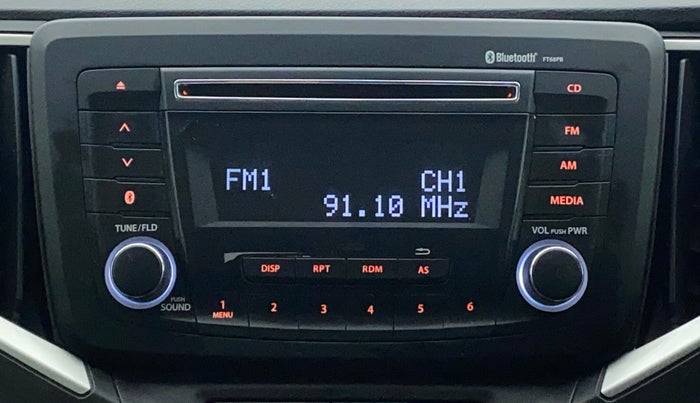 Bluetooth® FT68PB
CD
FM
AM
MEDIA
FM1 CH1
91.10 MHz
TUNE/FLD
VOL PUSH PWR
DISP RPT RDM AS
PUSH
SOUND
1 2 3 4 5 6
MENU